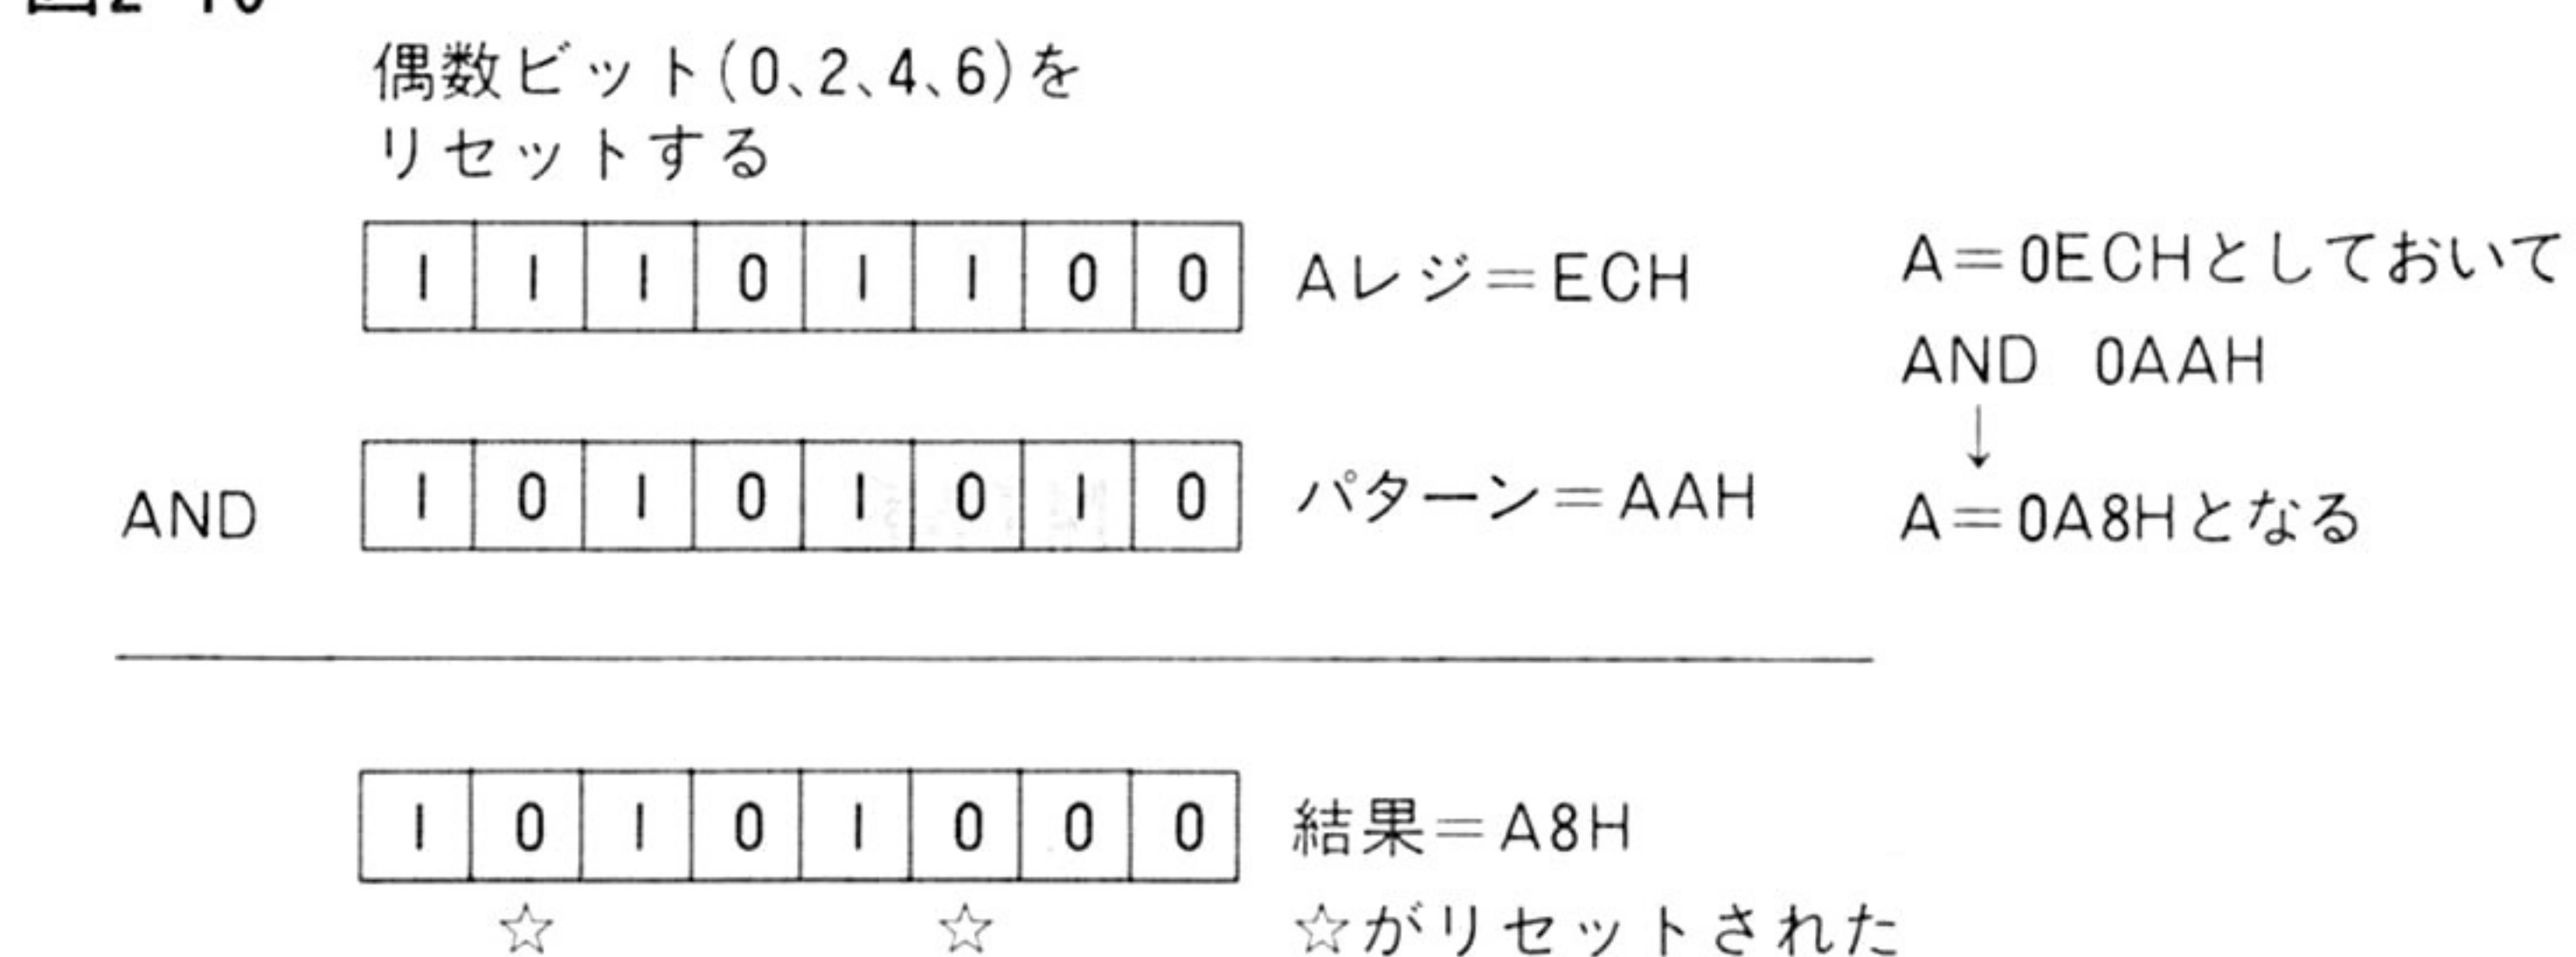 偶数ビット(0、2、4、6)を
リセットする
1 1 1 0 1 1 0 0 Aレジ=ECH
A=0ECHとしておいて
AND 0AAH
↓
A=0A8Hとなる
AND 1 0 1 0 1 0 1 0 パターン=AAH
1 0 1 0 1 0 0 0 結果=A8H
☆ ☆ ☆がリセットされた